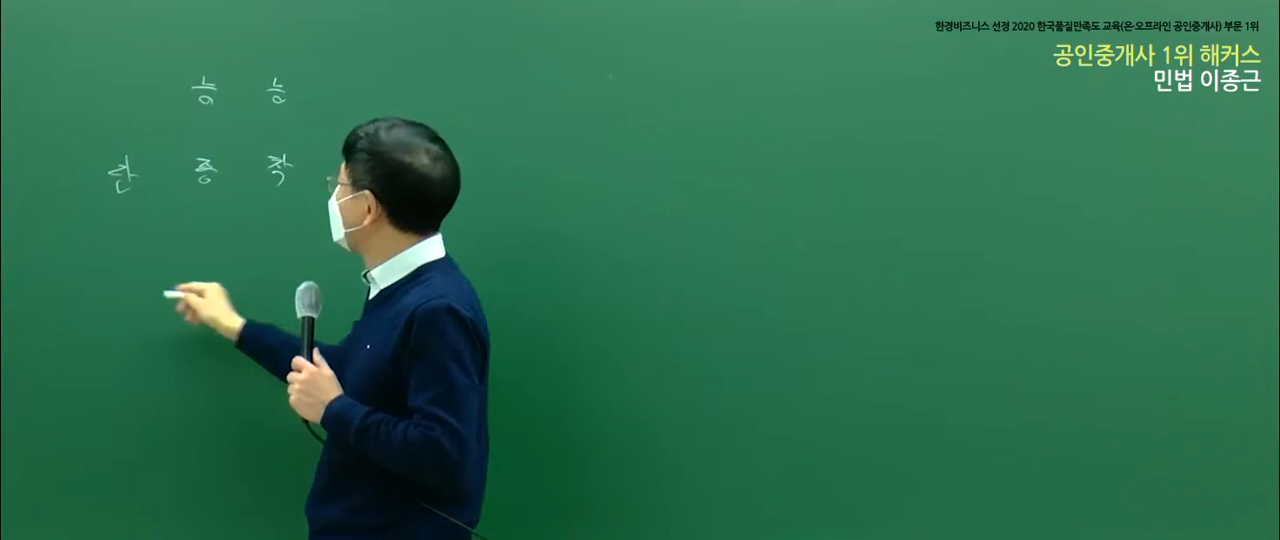 한경비즈니스 선정 2020 한국품질만족도 교육(온·오프라인 공인중개사) 부문 1위
공인중개사 1위 해커스
민법 이종근
능 능
단 중 착